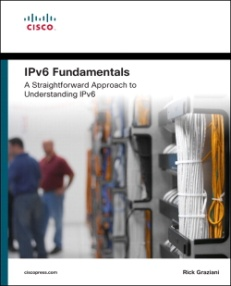 CISCO
IPv6 Fundamentals
A Straightforward Approach to
Understanding IPv6
ciscopress.com
Rick Graziani